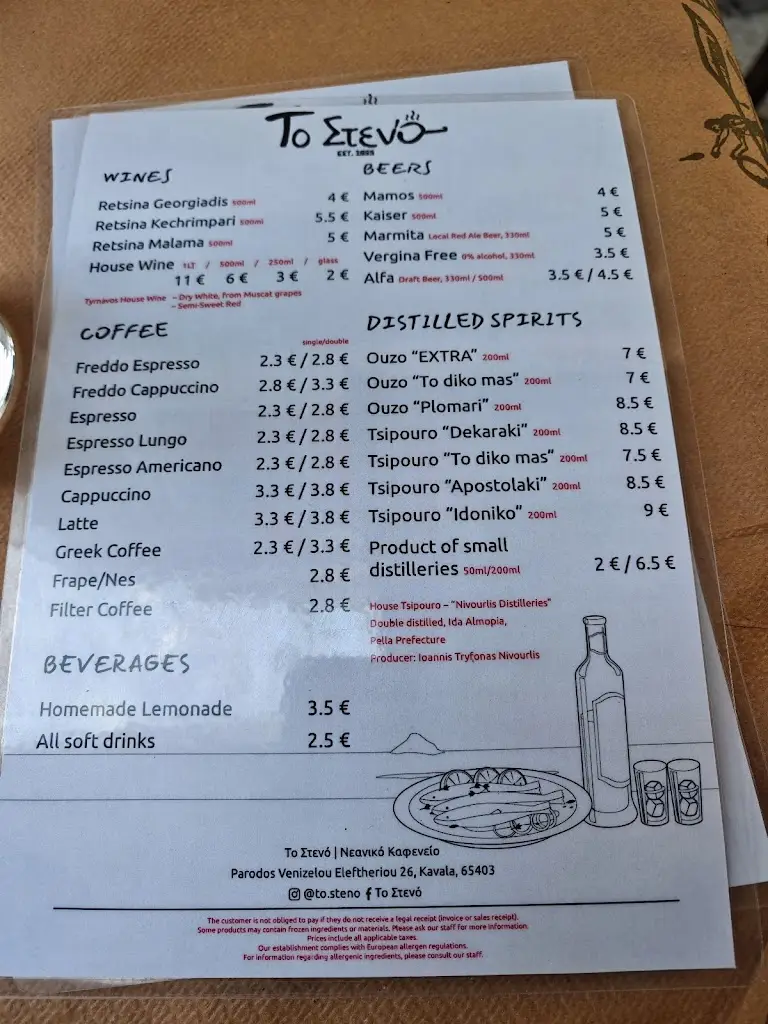 Το Στενό
EST. 2025
WINES
Retsina Georgiadis 500ml 4 €
Retsina Kechrimpari 500ml 5.5 €
Retsina Malama 500ml 5 €
House Wine 1LT / 500ml / 250ml / glass
11 € 6 € 3 € 2 €
Tyrnavos House Wine – Dry White, from Muscat grapes
– Semi-Sweet Red
BEERS
Mamos 500ml 4 €
Kaiser 500ml 5 €
Marmita Local Red Ale Beer, 330ml 5 €
Vergina Free 0% alcohol, 330ml 3.5 €
Alfa Draft Beer, 330ml / 500ml 3.5 € / 4.5 €
COFFEE
single/double
Freddo Espresso 2.3 € / 2.8 €
Freddo Cappuccino 2.8 € / 3.3 €
Espresso 2.3 € / 2.8 €
Espresso Lungo 2.3 € / 2.8 €
Espresso Americano 2.3 € / 2.8 €
Cappuccino 3.3 € / 3.8 €
Latte 3.3 € / 3.8 €
Greek Coffee 2.3 € / 3.3 €
Frape/Nes 2.8 €
Filter Coffee 2.8 €
BEVERAGES
Homemade Lemonade 3.5 €
All soft drinks 2.5 €
DISTILLED SPIRITS
Ouzo “EXTRA” 200ml 7 €
Ouzo “To diko mas” 200ml 7 €
Ouzo “Plomari” 200ml 8.5 €
Tsipouro “Dekaraki” 200ml 8.5 €
Tsipouro “To diko mas” 200ml 7.5 €
Tsipouro “Apostolaki” 200ml 8.5 €
Tsipouro “Idoniko” 200ml 9 €
Product of small
distilleries 50ml/200ml 2 € / 6.5 €
House Tsipouro – “Nivourlis Distilleries”
Double distilled, Ida Almopia,
Pella Prefecture
Producer: Ioannis Tryfonas Nivourlis
Το Στενό | Νεανικό Καφενείο
Parodos Venizelou Eleftheriou 26, Kavala, 65403
@to.steno Το Στενό
The customer is not obliged to pay if they do not receive a legal receipt (invoice or sales receipt).
Some products may contain frozen ingredients or materials. Please ask our staff for more information.
Prices include all applicable taxes.
Our establishment complies with European allergen regulations.
For information regarding allergenic ingredients, please consult our staff.